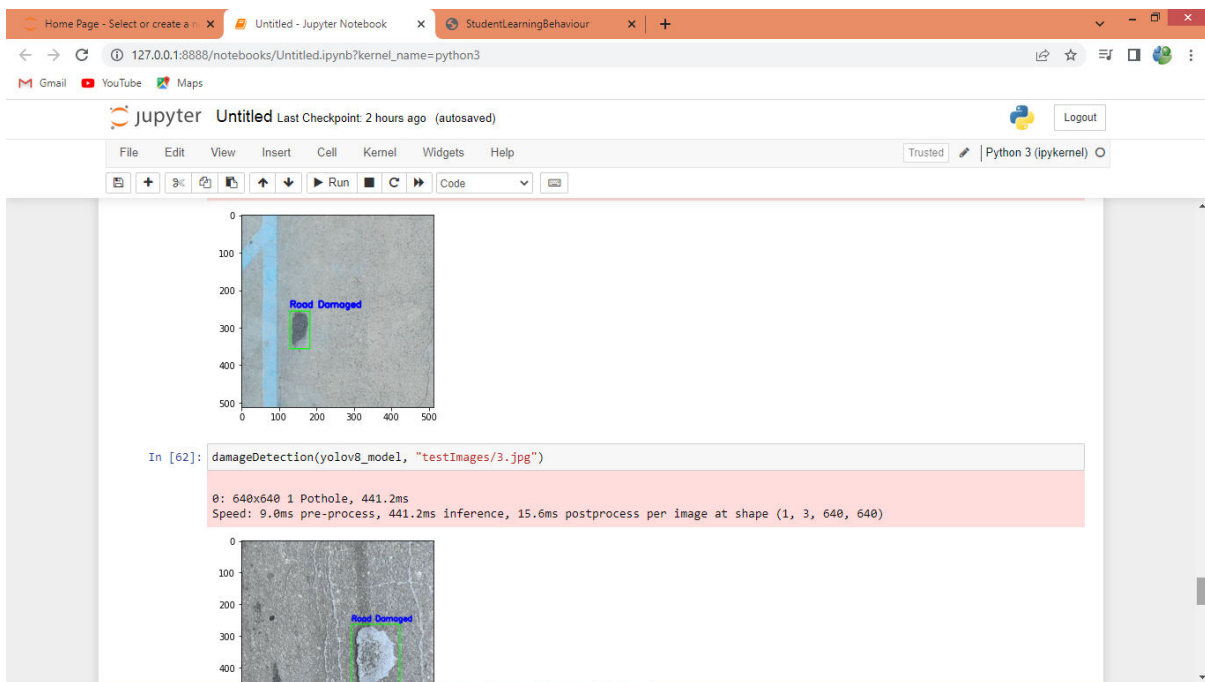 Home Page - Select or create a n
Untitled - Jupyter Notebook
StudentLearningBehaviour
127.0.0.1:8888/notebooks/Untitled.ipynb?kernel_name=python3
Gmail YouTube Maps
jupyter Untitled Last Checkpoint: 2 hours ago (autosaved) Logout
File Edit View Insert Cell Kernel Widgets Help Trusted Python 3 (ipykernel)
Run Code
0
100
200
Road Damaged
300
400
500
0 100 200 300 400 500
In [62]: damageDetection(yolov8_model, "testImages/3.jpg")
0: 640x640 1 Pothole, 441.2ms
Speed: 9.0ms pre-process, 441.2ms inference, 15.6ms postprocess per image at shape (1, 3, 640, 640)
0
100
200
Road Damaged
300
400